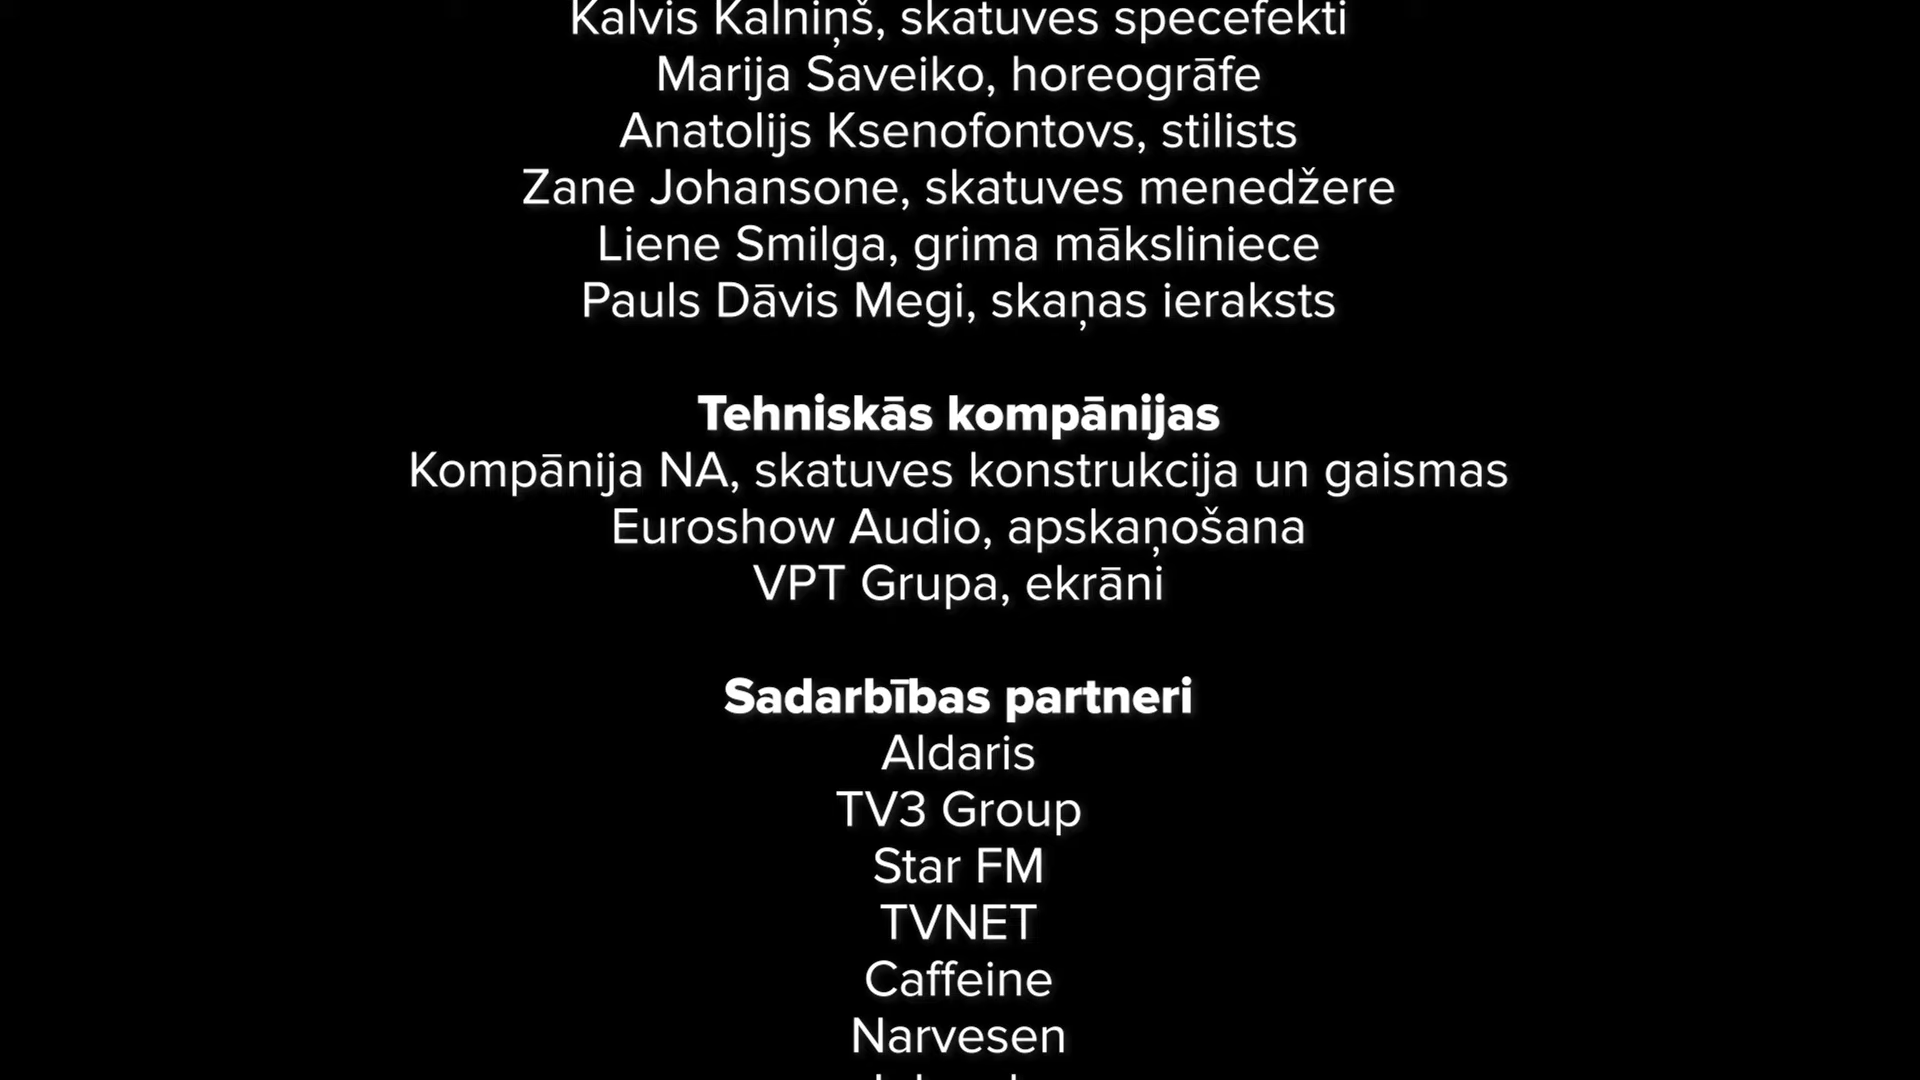 Kalvis Kalniņš, skatuves specefekti
Marija Saveiko, horeogrāfe
Anatolijs Ksenofontovs, stilists
Zane Johansone, skatuves menedžere
Liene Smilga, grima māksliniece
Pauls Dāvis Megi, skaņas ieraksts
Tehniskās kompānijas
Kompānija NA, skatuves konstrukcija un gaismas
Euroshow Audio, apskaņošana
VPT Grupa, ekrāni
Sadarbības partneri
Aldaris
TV3 Group
Star FM
TVNET
Caffeine
Narvesen